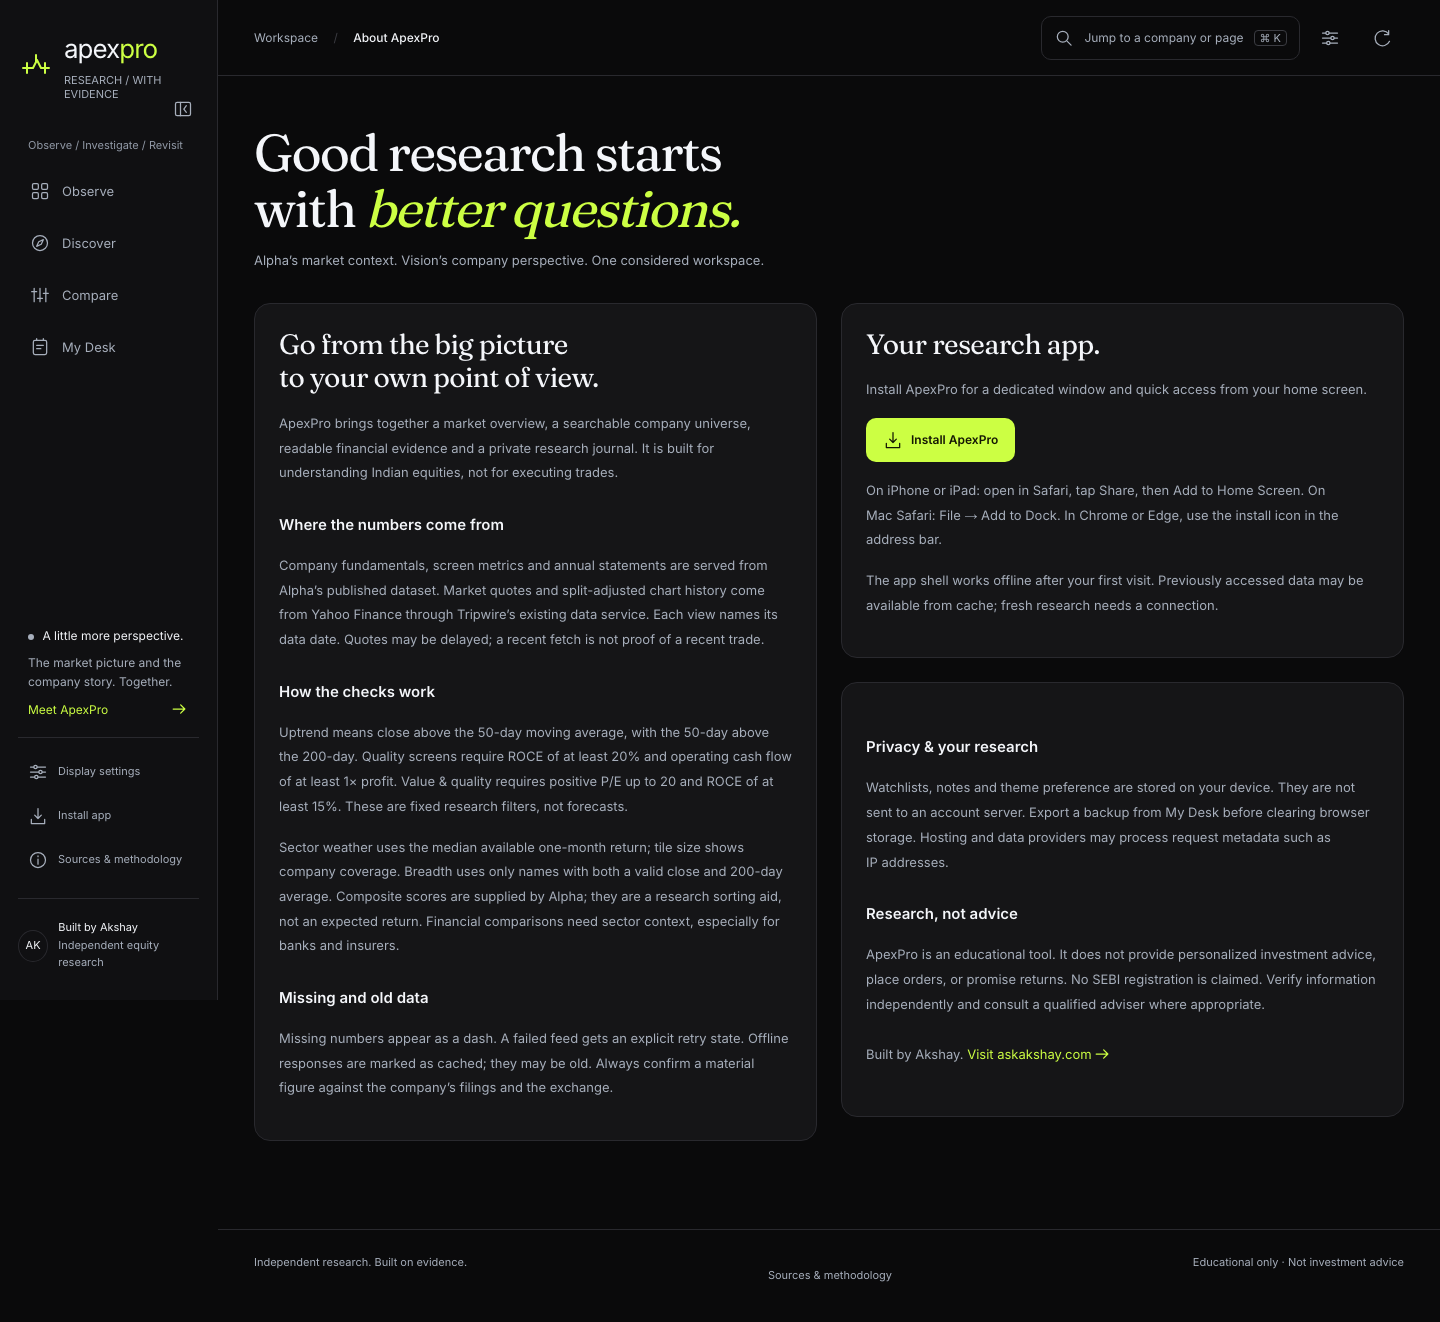 apexpro
RESEARCH / WITH
EVIDENCE
Observe / Investigate / Revisit
Observe
Discover
Compare
My Desk
A little more perspective.
The market picture and the
company story. Together.
Meet ApexPro →
Display settings
Install app
Sources & methodology
AK
Built by Akshay
Independent equity
research
Workspace / About ApexPro
Jump to a company or page ⌘ K
Good research starts
with better questions.
Alpha’s market context. Vision’s company perspective. One considered workspace.
Go from the big picture
to your own point of view.
ApexPro brings together a market overview, a searchable company universe,
readable financial evidence and a private research journal. It is built for
understanding Indian equities, not for executing trades.
Where the numbers come from
Company fundamentals, screen metrics and annual statements are served from
Alpha’s published dataset. Market quotes and split-adjusted chart history come
from Yahoo Finance through Tripwire’s existing data service. Each view names its
data date. Quotes may be delayed; a recent fetch is not proof of a recent trade.
How the checks work
Uptrend means close above the 50-day moving average, with the 50-day above
the 200-day. Quality screens require ROCE of at least 20% and operating cash flow
of at least 1× profit. Value & quality requires positive P/E up to 20 and ROCE of at
least 15%. These are fixed research filters, not forecasts.
Sector weather uses the median available one-month return; tile size shows
company coverage. Breadth uses only names with both a valid close and 200-day
average. Composite scores are supplied by Alpha; they are a research sorting aid,
not an expected return. Financial comparisons need sector context, especially for
banks and insurers.
Missing and old data
Missing numbers appear as a dash. A failed feed gets an explicit retry state. Offline
responses are marked as cached; they may be old. Always confirm a material
figure against the company’s filings and the exchange.
Your research app.
Install ApexPro for a dedicated window and quick access from your home screen.
Install ApexPro
On iPhone or iPad: open in Safari, tap Share, then Add to Home Screen. On
Mac Safari: File → Add to Dock. In Chrome or Edge, use the install icon in the
address bar.
The app shell works offline after your first visit. Previously accessed data may be
available from cache; fresh research needs a connection.
Privacy & your research
Watchlists, notes and theme preference are stored on your device. They are not
sent to an account server. Export a backup from My Desk before clearing browser
storage. Hosting and data providers may process request metadata such as
IP addresses.
Research, not advice
ApexPro is an educational tool. It does not provide personalized investment advice,
place orders, or promise returns. No SEBI registration is claimed. Verify information
independently and consult a qualified adviser where appropriate.
Built by Akshay. Visit askakshay.com →
Independent research. Built on evidence.
Sources & methodology
Educational only · Not investment advice